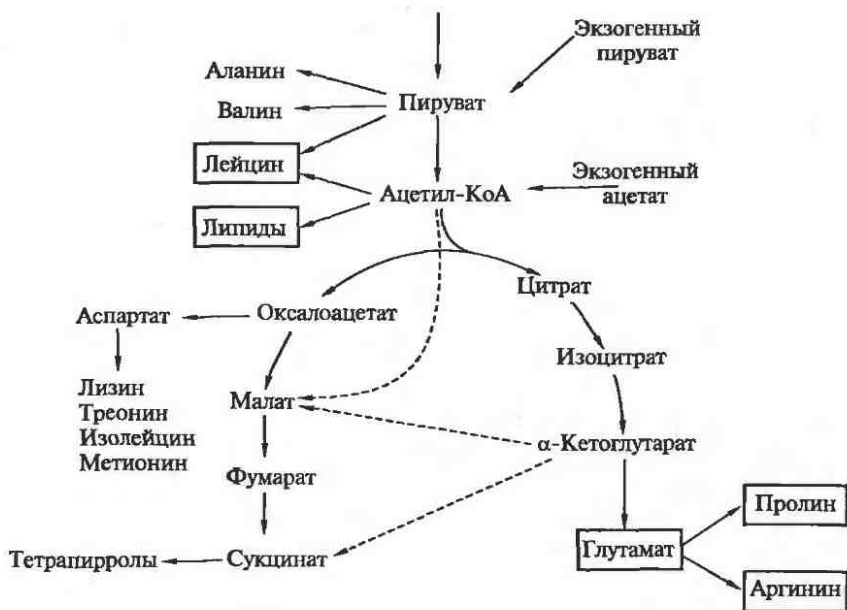 Экзогенный
пируват
Аланин
Валин
Пируват
Лейцин
Экзогенный
ацетат
Ацетил-КоА
Липиды
Цитрат
Аспартат
Оксалоацетат
Изоцитрат
Лизин
Треонин
Изолейцин
Метионин
Малат
α-Кетоглутарат
Фумарат
Пролин
Глутамат
Тетрапирролы
Сукцинат
Аргинин